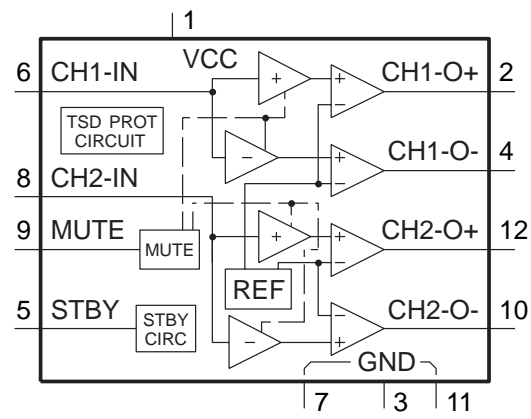 1
6 CH1-IN VCC CH1-O+ 2
+ +
−
TSD PROT
CIRCUIT
− + CH1-O- 4
−
8 CH2-IN
9 MUTE MUTE + + CH2-O+ 12
−
REF
5 STBY STBY
CIRC − − CH2-O- 10
+
GND
7 3 11